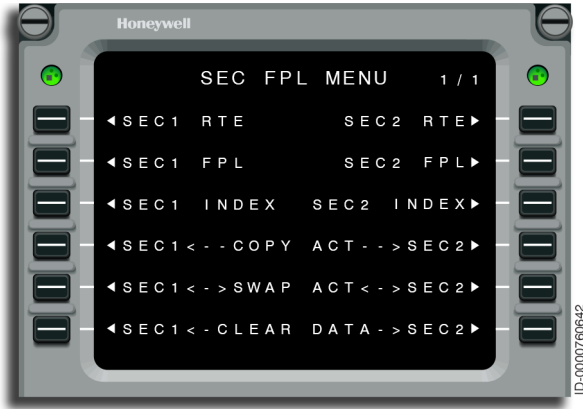 Honeywell
SEC FPL MENU 1 / 1
◄SEC1 RTE SEC2 RTE►
◄SEC1 FPL SEC2 FPL►
◄SEC1 INDEX SEC2 INDEX►
◄SEC1<--COPY ACT-->SEC2►
◄SEC1<->SWAP ACT<->SEC2►
◄SEC1<-CLEAR DATA->SEC2►
ID-0000760642